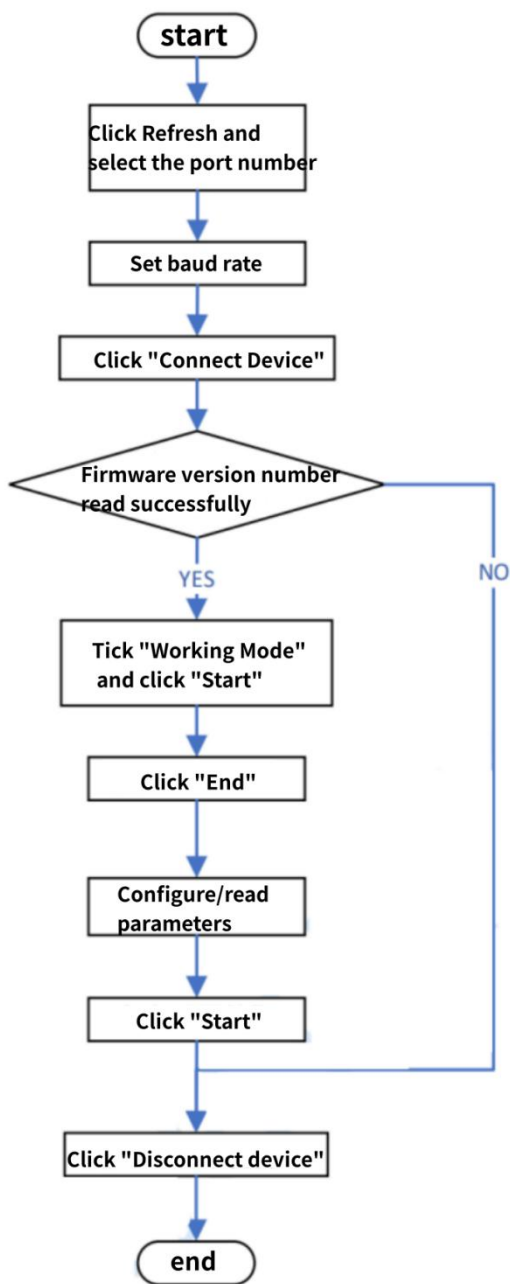 start
Click Refresh and
select the port number
Set baud rate
Click "Connect Device"
Firmware version number
read successfully
YES
NO
Tick "Working Mode"
and click "Start"
Click "End"
Configure/read
parameters
Click "Start"
Click "Disconnect device"
end